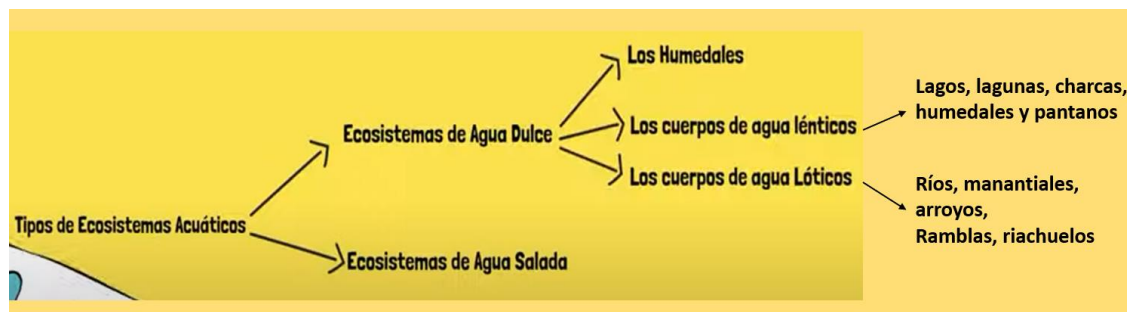 Los Humedales
Lagos, lagunas, charcas,
humedales y pantanos
Ecosistemas de Agua Dulce
Los cuerpos de agua lénticos
Los cuerpos de agua Lóticos
Ríos, manantiales,
arroyos,
Ramblas, riachuelos
Tipos de Ecosistemas Acuáticos
Ecosistemas de Agua Salada